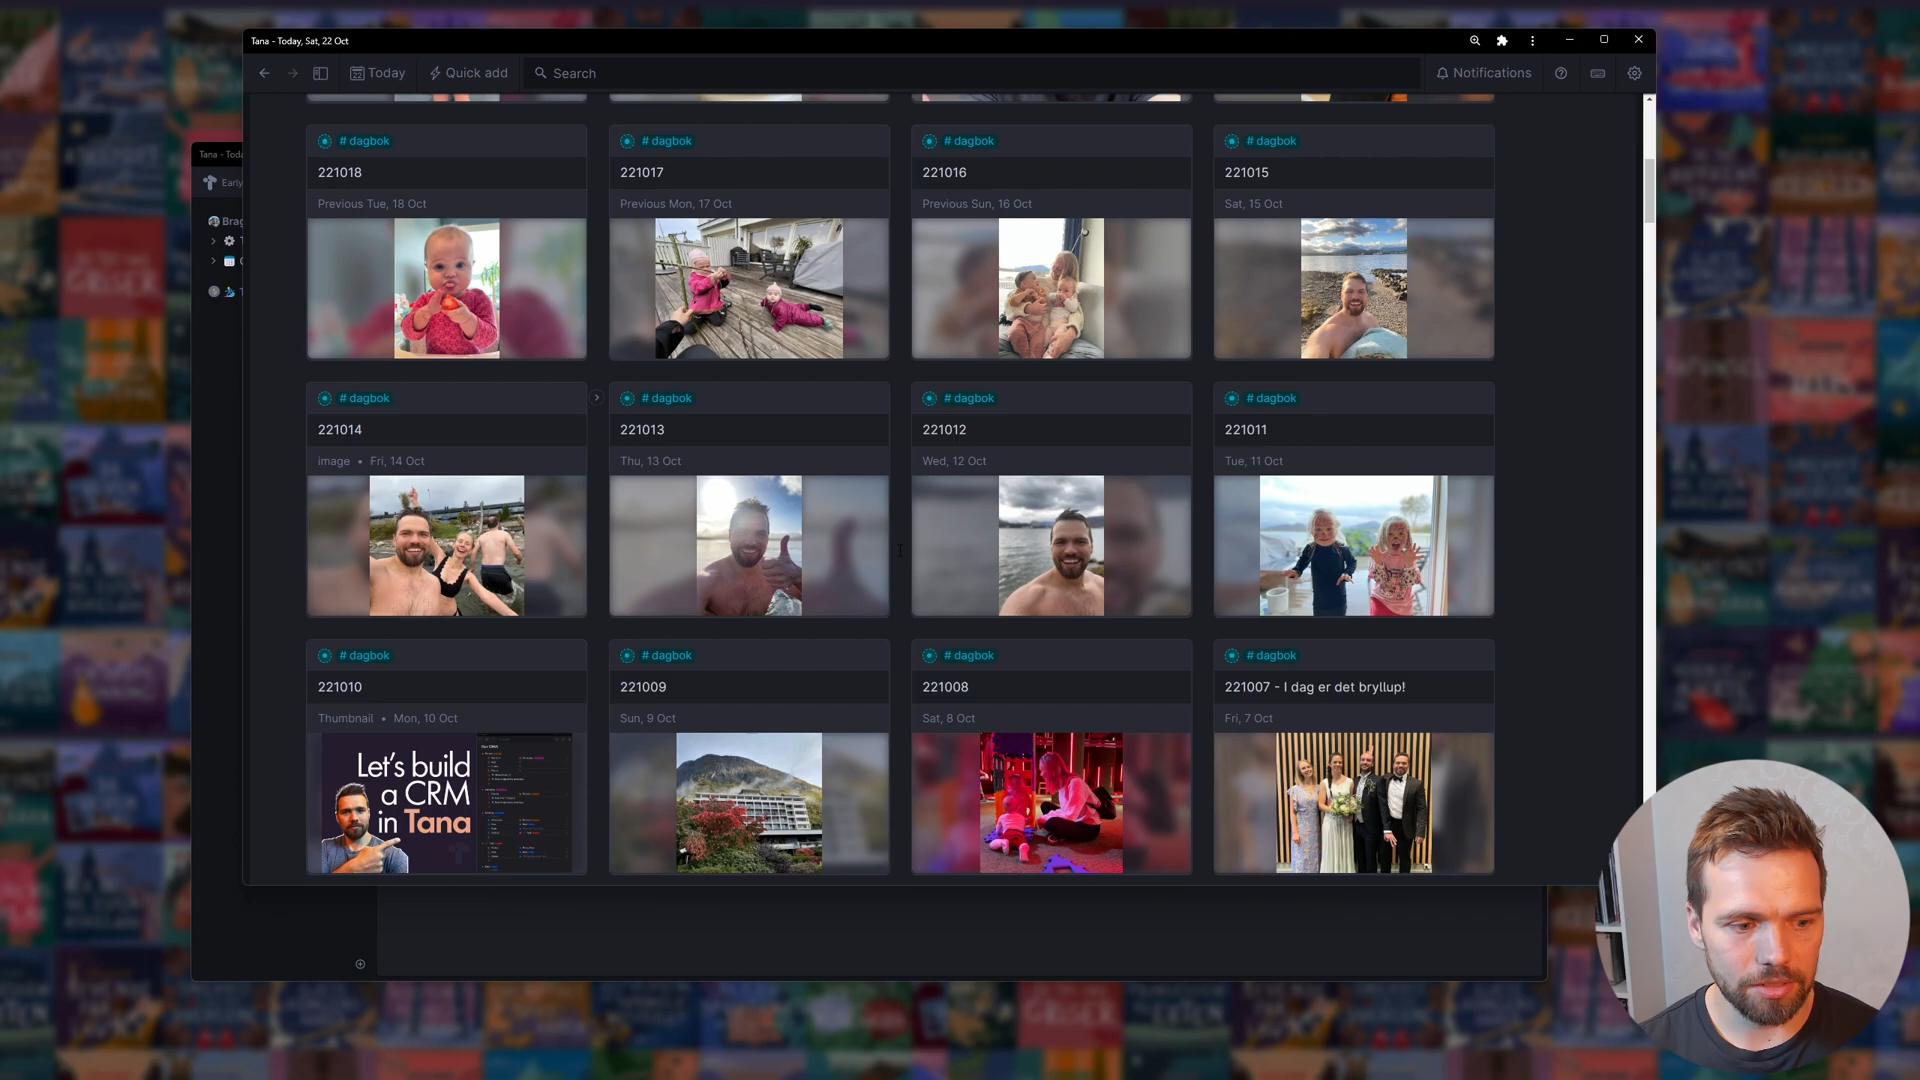 Tana - Today, Sat, 22 Oct
Today
Quick add
Search
Notifications
Tana - Toda
Early
Brag
# dagbok
# dagbok
# dagbok
# dagbok
221018
221017
221016
221015
Previous Tue, 18 Oct
Previous Mon, 17 Oct
Previous Sun, 16 Oct
Sat, 15 Oct
# dagbok
# dagbok
# dagbok
# dagbok
221014
221013
221012
221011
image • Fri, 14 Oct
Thu, 13 Oct
Wed, 12 Oct
Tue, 11 Oct
# dagbok
# dagbok
# dagbok
# dagbok
221010
221009
221008
221007 - I dag er det bryllup!
Thumbnail • Mon, 10 Oct
Sun, 9 Oct
Sat, 8 Oct
Fri, 7 Oct
Let's build
a CRM
in Tana